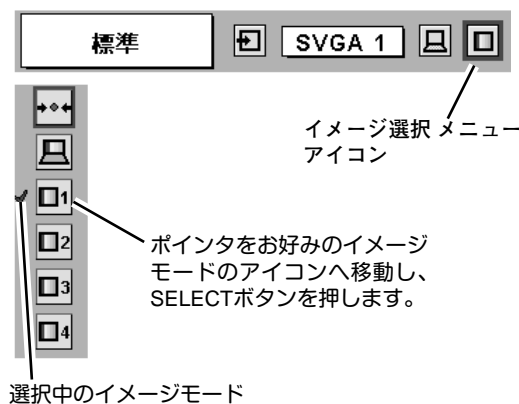 標準
SVGA 1
イメージ選択 メニュー
アイコン
1
2
3
4
ポインタをお好みのイメージ
モードのアイコンへ移動し、
SELECTボタンを押します。
選択中のイメージモード